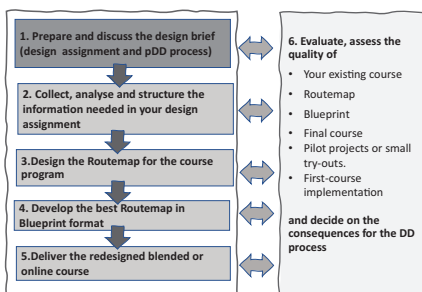 1. Prepare and discuss the design brief
(design assignment and pDD process)
2. Collect, analyse and structure the
information needed in your design
assignment
3.Design the Routemap for the course
program
4. Develop the best Routemap in
Blueprint format
5.Deliver the redesigned blended or
online course
6. Evaluate, assess the
quality of
• Your existing course
• Routemap
• Blueprint
• Final course
• Pilot projects or small
try-outs.
• First-course
implementation
and decide on the
consequences for the DD
process